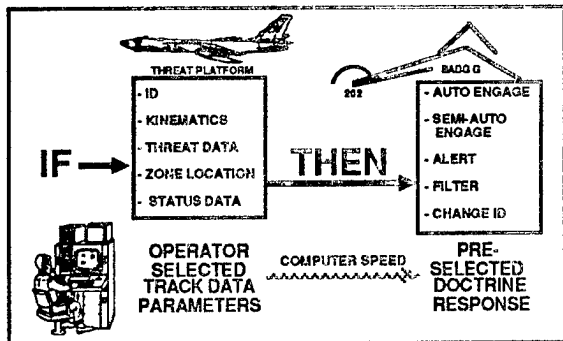 THREAT PLATFORM
- ID
- KINEMATICS
- THREAT DATA
- ZONE LOCATION
- STATUS DATA
IF
THEN
202
- AUTO ENGAGE
- SEMI-AUTO
ENGAGE
- ALERT
- FILTER
- CHANGE ID
OPERATOR
SELECTED
TRACK DATA
PARAMETERS
COMPUTER SPEED
PRE-
SELECTED
DOCTRINE
RESPONSE